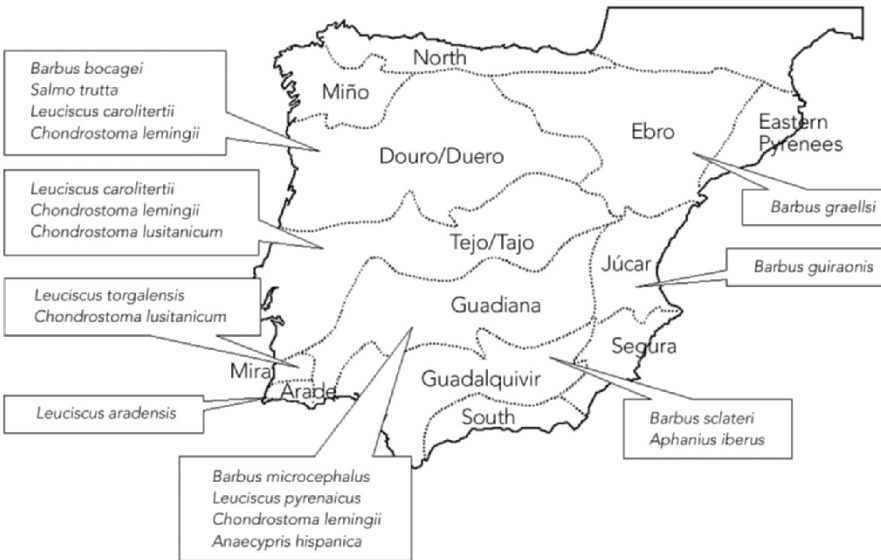 North
Barbus bocagei
Salmo trutta
Leuciscus carolitertii
Chondrostoma lemingii
Miño
Ebro
Eastern
Pyrenees
Douro/Duero
Leuciscus carolitertii
Chondrostoma lemingii
Chondrostoma lusitanicum
Barbus graellsi
Tejo/Tajo
Júcar
Barbus guiraonis
Leuciscus torgalensis
Chondrostoma lusitanicum
Guadiana
Segura
Mira
Guadalquivir
Arade
Leuciscus aradensis
South
Barbus sclateri
Aphanius iberus
Barbus microcephalus
Leuciscus pyrenaicus
Chondrostoma lemingii
Anaecypris hispanica